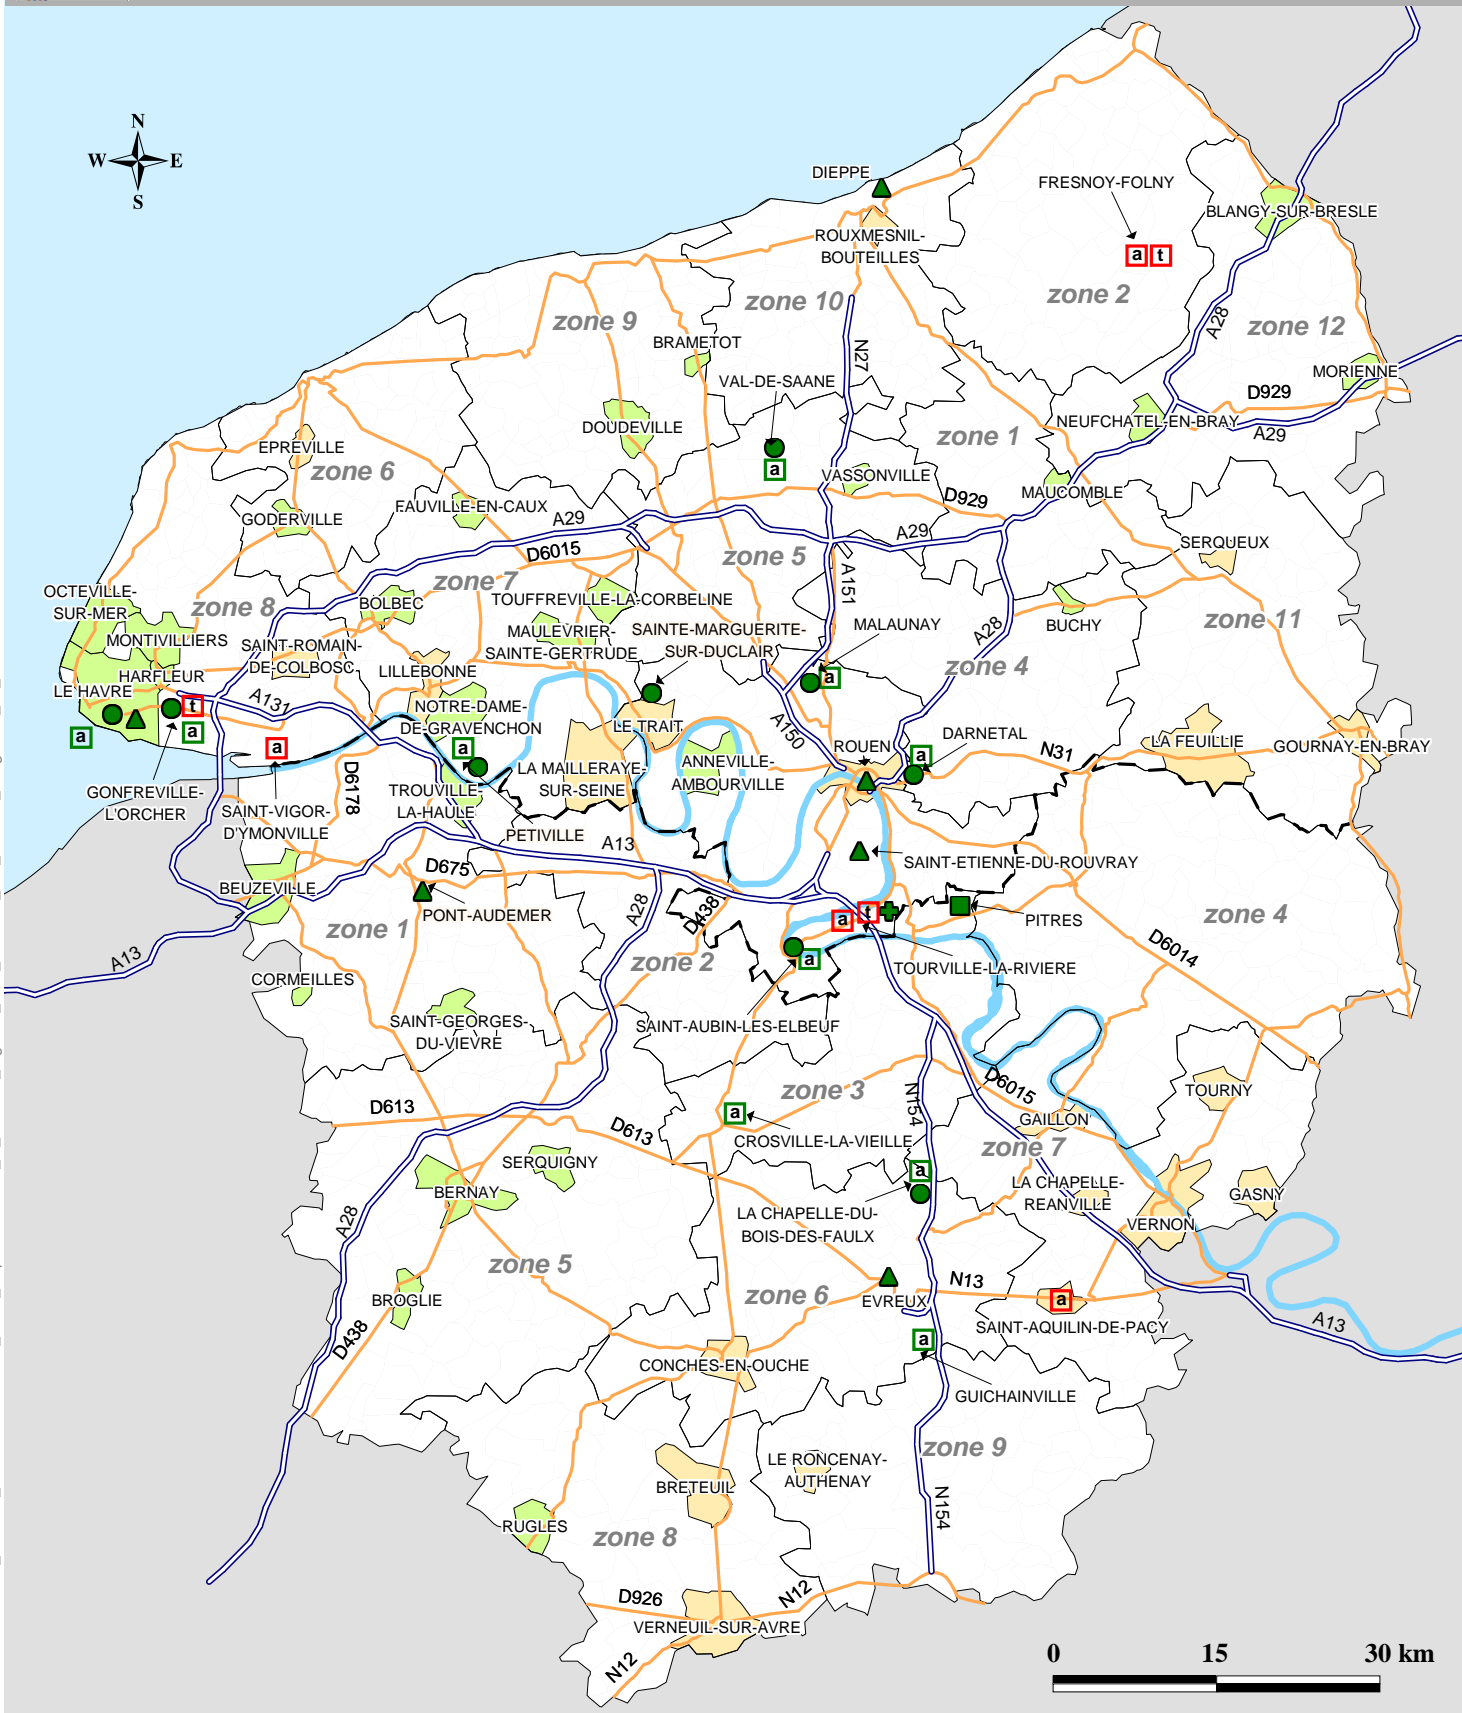 N
W E
S
DIEPPE
FRESNOY-FOLNY
BLANGY-SUR-BRESLE
ROUXMESNIL-
BOUTEILLES
a t
zone 10
zone 2
zone 9
A28
zone 12
BRAMETOT
N27
VAL-DE-SAANE
MORIENNE
D929
DOUDEVILLE
NEUFCHATEL-EN-BRAY
A29
EPREVILLE
zone 1
zone 6
a
VASSONVILLE
MAUCOMBLE
D929
FAUVILLE-EN-CAUX
GODERVILLE
A29
A29
SERQUEUX
D6015
zone 5
zone 7
A151
OCTEVILLE-
SUR-MER
zone 8
BOLBEC
TOUFFREVILLE-LA-CORBELINE
MALAUNAY
BUCHY
zone 11
MONTIVILLIERS
SAINT-ROMAIN-
DE-COLBOSC
MAULEVRIER-
SAINTE-GERTRUDE
SAINTE-MARGUERITE-
SUR-DUCLAIR
A28
zone 4
HARFLEUR
LILLEBONNE
a
LE HAVRE
A131
t
NOTRE-DAME-
DE-GRAVENCHON
LE TRAIT
A150
a
a
a
a
ROUEN
a
DARNETAL
N31
LA FEUILLIE
GOURNAY-EN-BRAY
GONFREVILLE-
L'ORCHER
D6178
TROUVILLE-
LA-HAULE
LA MAILLERAYE-
SUR-SEINE
ANNEVILLE-
AMBOURVILLE
SAINT-VIGOR-
D'YMONVILLE
PETIVILLE
A13
SAINT-ETIENNE-DU-ROUVRAY
D675
BEUZEVILLE
PONT-AUDEMER
A28
D438
a
t
PITRES
zone 4
zone 1
A13
zone 2
a
D6014
TOURVILLE-LA-RIVIERE
CORMEILLES
SAINT-GEORGES-
DU-VIEVRE
SAINT-AUBIN-LES-ELBEUF
zone 3
N154
D6015
TOURNY
D613
a
GAILLON
D613
CROSVILLE-LA-VIEILLE
zone 7
SERQUIGNY
BERNAY
a
LA CHAPELLE-
REANVILLE
GASNY
A28
LA CHAPELLE-DU-
BOIS-DES-FAULX
VERNON
zone 5
N13
BROGLIE
zone 6
EVREUX
a
D438
A13
SAINT-AQUILIN-DE-PACY
a
CONCHES-EN-OUCHE
GUICHAINVILLE
zone 9
LE RONCENAY-
AUTHENAY
BRETEUIL
N154
RUGLES
zone 8
D926
N12
VERNEUIL-SUR-AVRE
N12
0 15 30 km